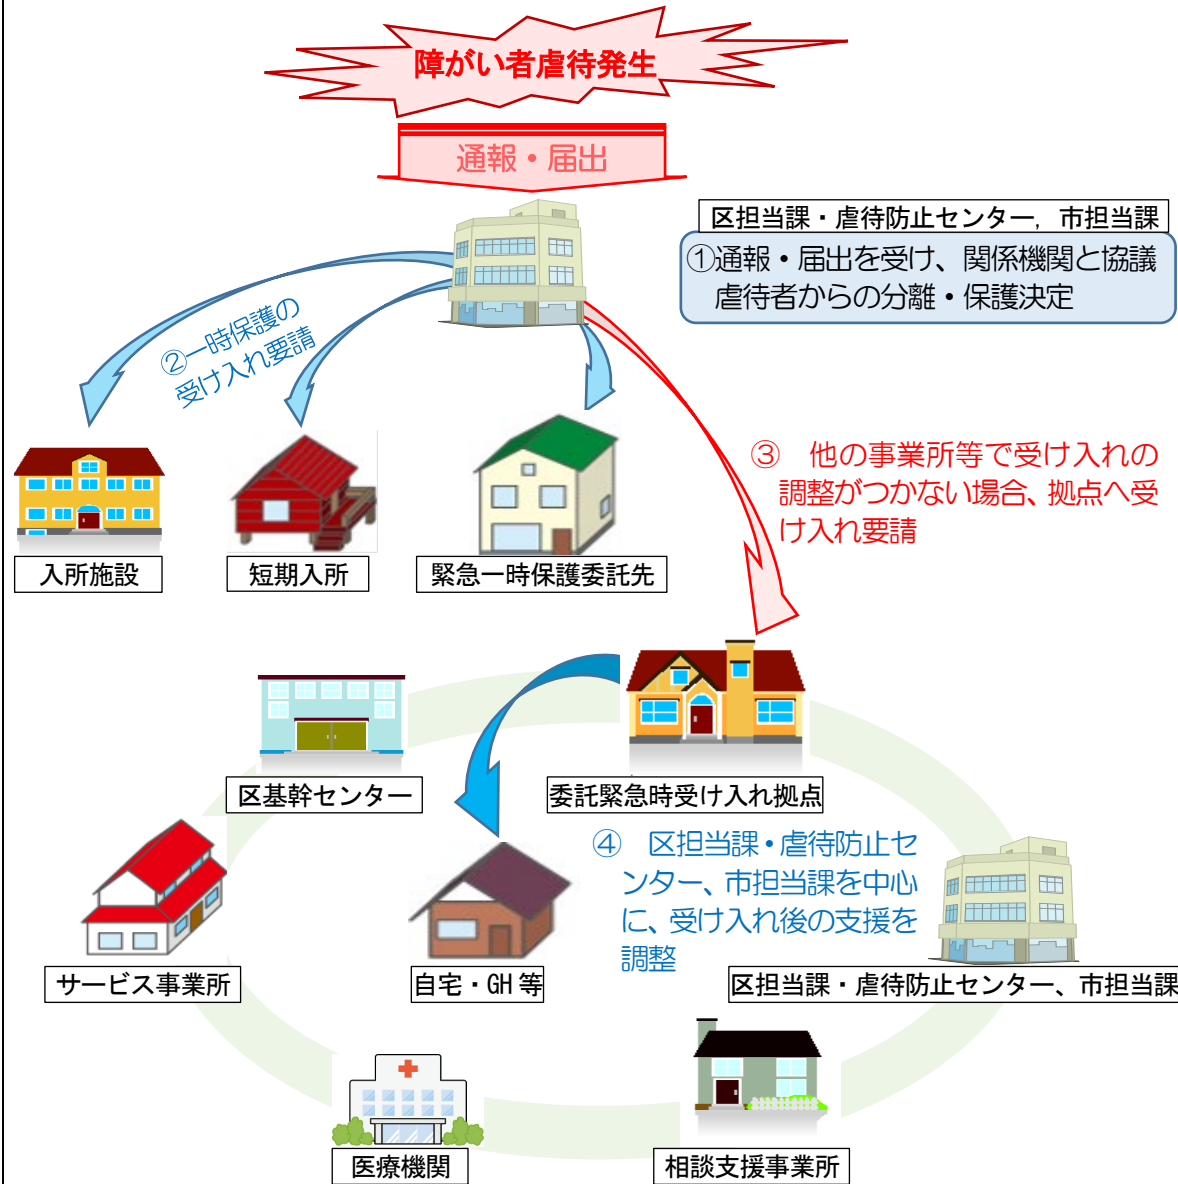 障がい者虐待発生
通報・届出
区担当課・虐待防止センター，市担当課
①通報・届出を受け、関係機関と協議
虐待者からの分離・保護決定
②一時保護の
受け入れ要請
③　他の事業所等で受け入れの
調整がつかない場合、拠点へ受
け入れ要請
入所施設
短期入所
緊急一時保護委託先
区基幹センター
委託緊急時受け入れ拠点
④　区担当課・虐待防止セ
ンター、市担当課を中心
に、受け入れ後の支援を
調整
サービス事業所
自宅・GH 等
区担当課・虐待防止センター、市担当課
医療機関
相談支援事業所